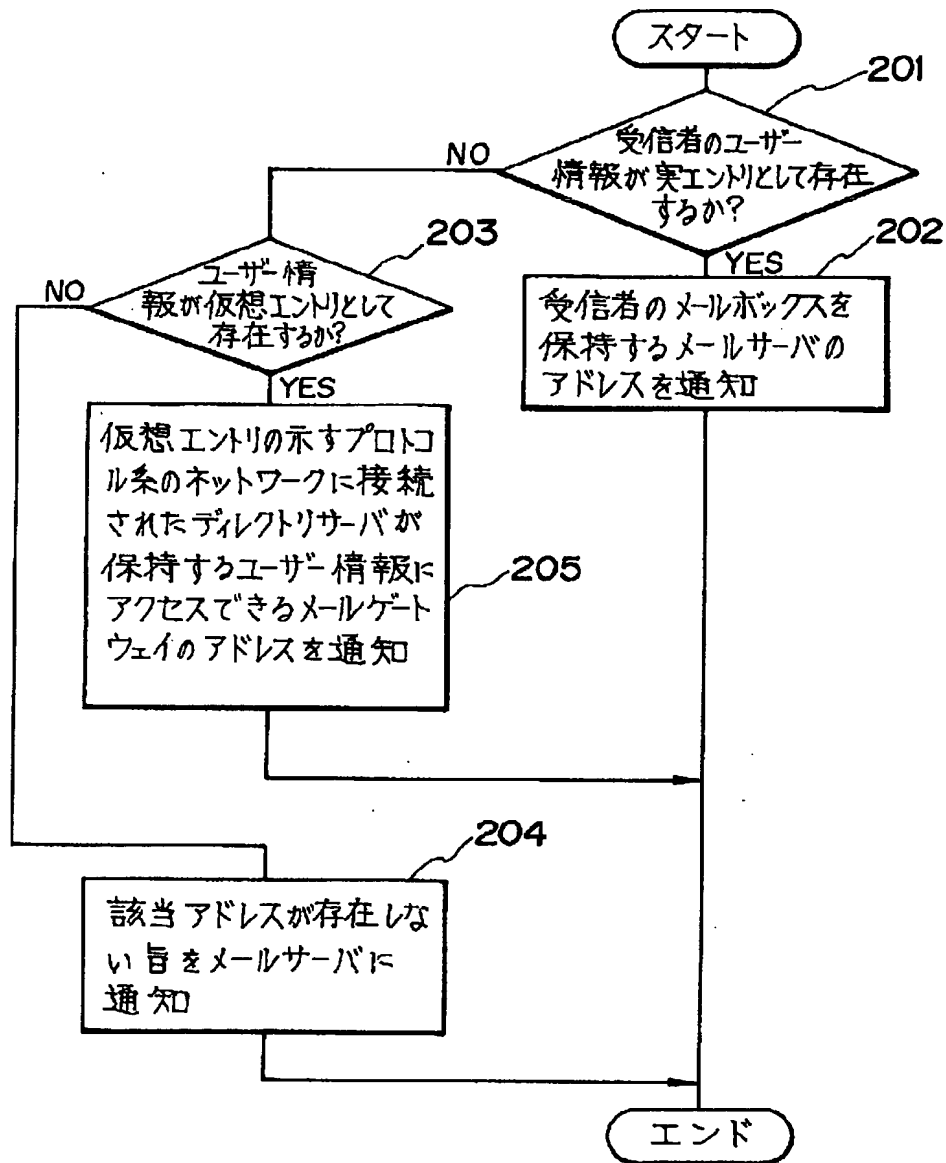 スタート
201
受信者のユーザー
情報が実エントリとして存在
するか?
NO
YES
202
受信者のメールボックスを
保持するメールサーバの
アドレスを通知
203
ユーザー情
報が仮想エントリとして
存在するか?
NO
YES
仮想エントリの示すプロトコ
ル系のネットワークに接続
されたディレクトリサーバが
保持するユーザー情報に
アクセスできるメールゲート
ウェイのアドレスを通知
205
204
該当アドレスが存在しな
い旨をメールサーバに
通知
エンド